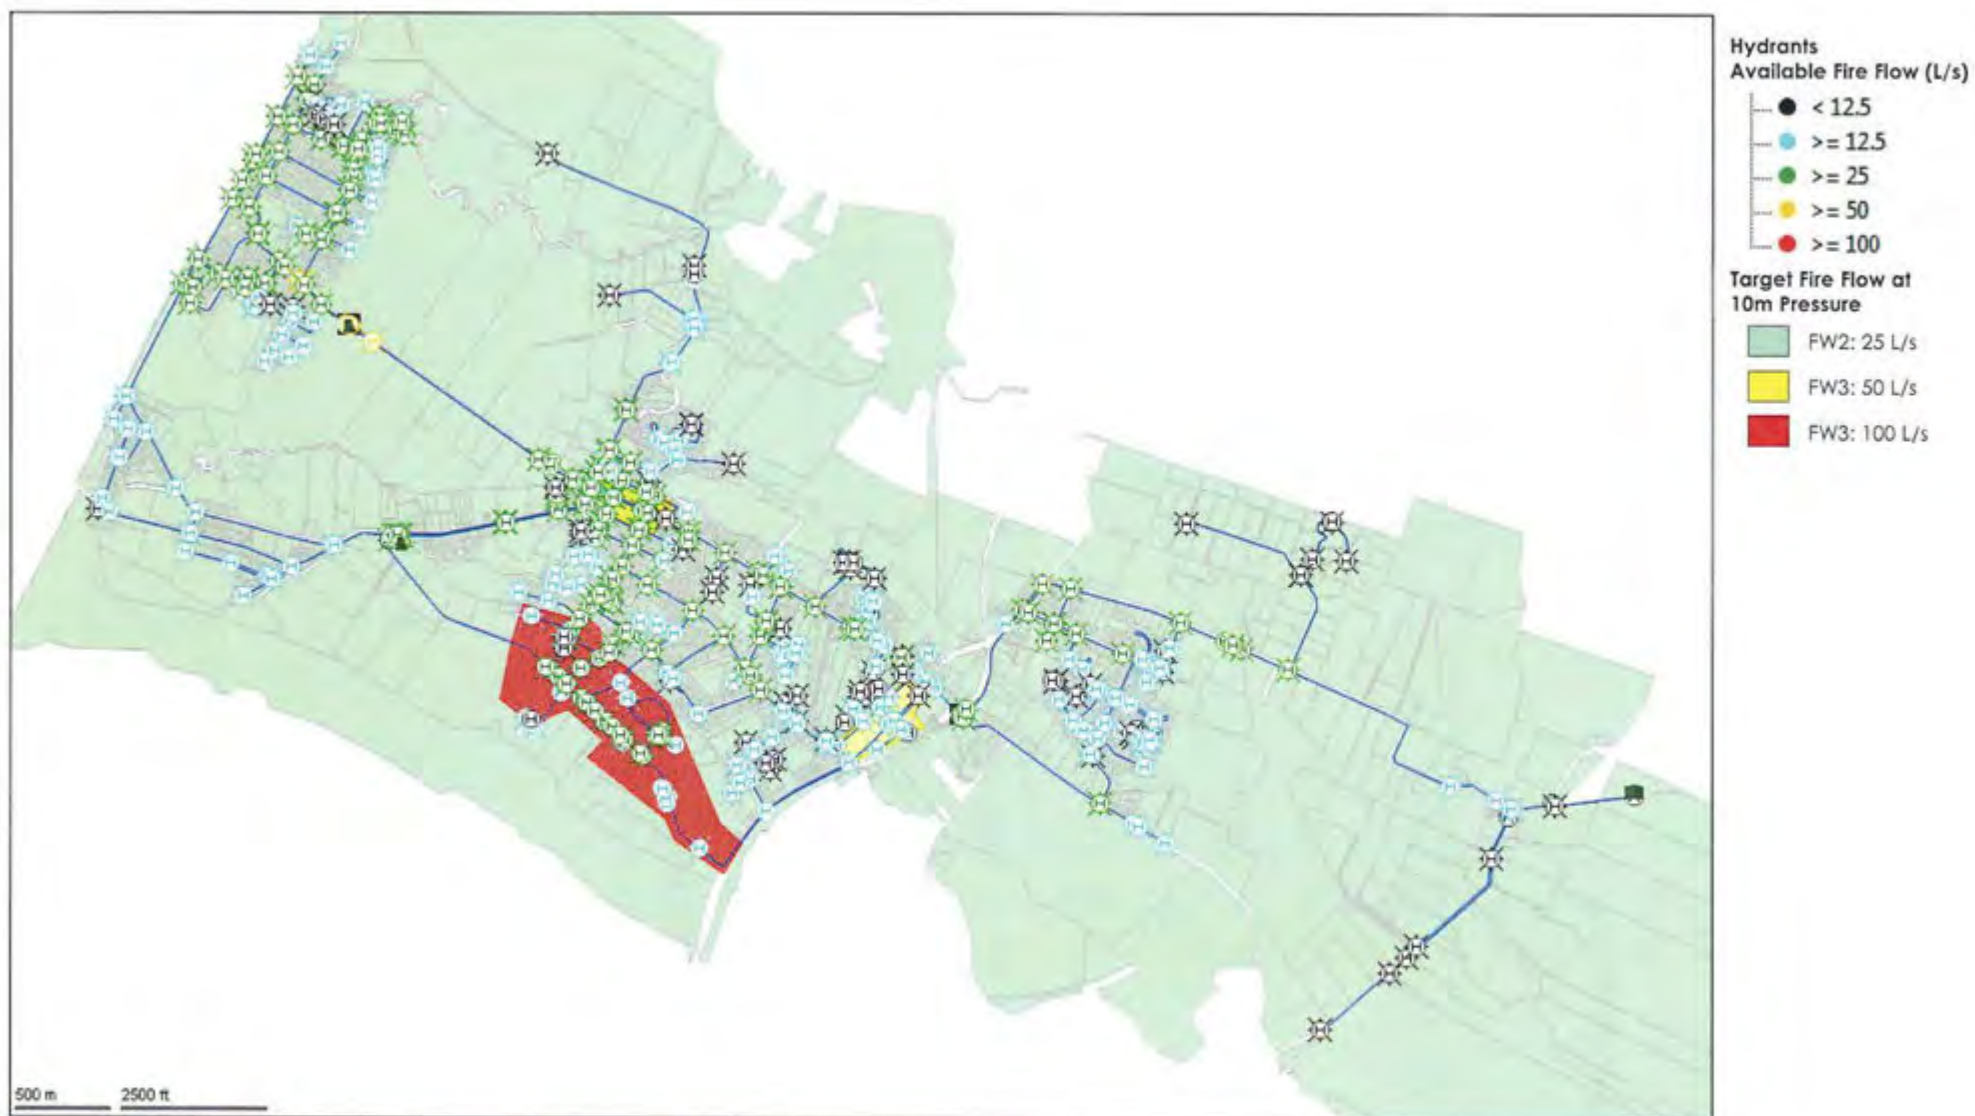 Hydrants
Available Fire Flow (L/s)
< 12.5
>= 12.5
>= 25
>= 50
>= 100
Target Fire Flow at
10m Pressure
FW2: 25 L/s
FW3: 50 L/s
FW3: 100 L/s
500 m 2500 ft